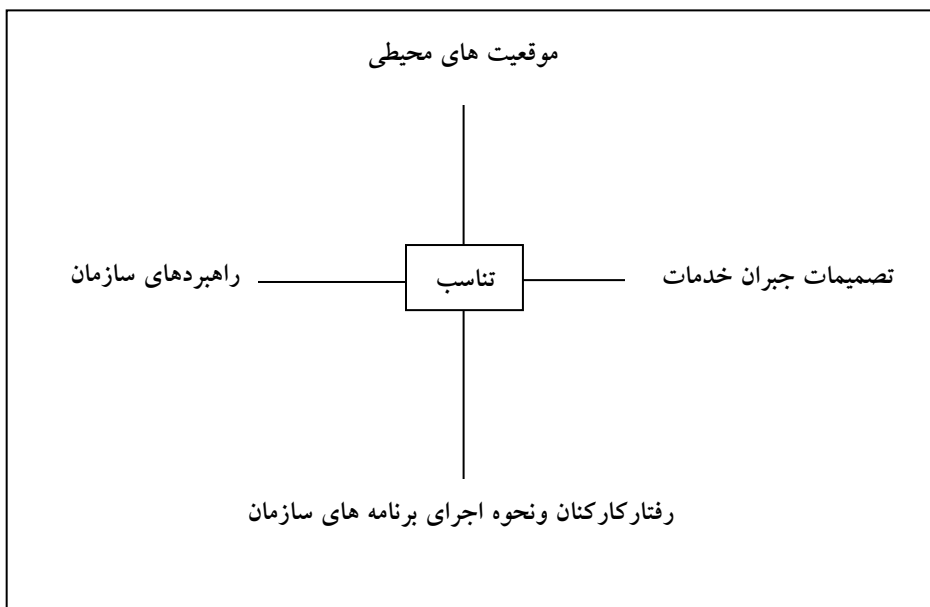 موقعیت های محیطی
تصمیمات جبران خدمات
تناسب
راهبردهای سازمان
رفتارکارکنان ونحوه اجرای برنامه های سازمان